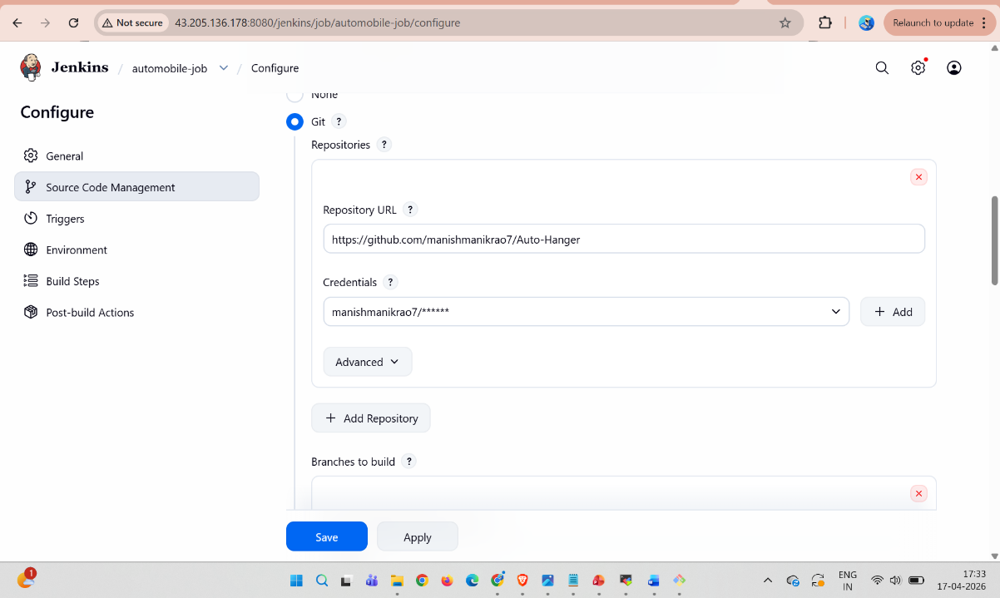 Not secure 43.205.136.178:8080/jenkins/job/automobile-job/configure Relaunch to update
Jenkins / automobile-job / Configure
Configure
General
Source Code Management
Triggers
Environment
Build Steps
Post-build Actions
None
Git ?
Repositories ?
Repository URL ?
https://github.com/manishmanikrao7/Auto-Hanger
Credentials ?
manishmanikrao7/******
+ Add
Advanced
+ Add Repository
Branches to build ?
Save Apply
1
ENG
IN
17:33
17-04-2026